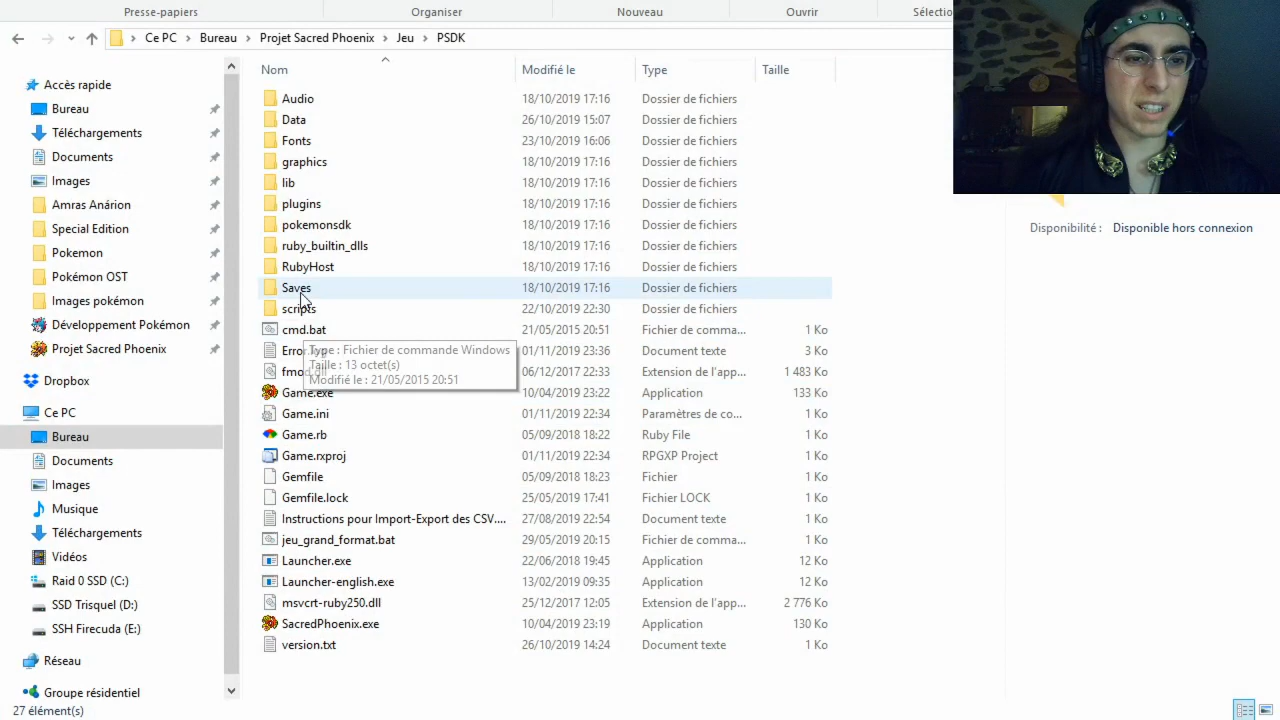 Presse-papiers Organiser Nouveau Ouvrir Sélectio
Ce PC Bureau Projet Sacred Phoenix Jeu PSDK
Nom Modifié le Type Taille
Accès rapide
Bureau
Téléchargements
Documents
Images
Amras Anárion
Special Edition
Pokemon
Pokémon OST
Images pokémon
Développement Pokémon
Projet Sacred Phoenix
Dropbox
Ce PC
Bureau
Documents
Images
Musique
Téléchargements
Vidéos
Raid 0 SSD (C:)
SSD Trisquel (D:)
SSH Firecuda (E:)
Réseau
Groupe résidentiel
Audio 18/10/2019 17:16 Dossier de fichiers
Data 26/10/2019 15:07 Dossier de fichiers
Fonts 23/10/2019 16:06 Dossier de fichiers
graphics 18/10/2019 17:16 Dossier de fichiers
lib 18/10/2019 17:16 Dossier de fichiers
plugins 18/10/2019 17:16 Dossier de fichiers
pokemonsdk 18/10/2019 17:16 Dossier de fichiers
ruby_builtin_dlls 18/10/2019 17:16 Dossier de fichiers
RubyHost 18/10/2019 17:16 Dossier de fichiers
Saves 18/10/2019 17:16 Dossier de fichiers
scripts 22/10/2019 22:30 Dossier de fichiers
cmd.bat 21/05/2015 20:51 Fichier de comma... 1 Ko
Erro 01/11/2019 23:36 Document texte 3 Ko
fmod.dll 06/12/2017 22:33 Extension de l'app... 1 483 Ko
Type : Fichier de commande Windows
Taille : 13 octet(s)
Modifié le : 21/05/2015 20:51
Game.exe 10/04/2019 23:22 Application 133 Ko
Game.ini 01/11/2019 22:34 Paramètres de co... 1 Ko
Game.rb 05/09/2018 18:22 Ruby File 1 Ko
Game.rxproj 01/11/2019 22:34 RPGXP Project 1 Ko
Gemfile 05/09/2018 18:23 Fichier 1 Ko
Gemfile.lock 25/05/2019 17:41 Fichier LOCK 1 Ko
Instructions pour Import-Export des CSV.... 27/08/2019 22:54 Document texte 1 Ko
jeu_grand_format.bat 29/05/2019 20:15 Fichier de comma... 1 Ko
Launcher.exe 22/06/2018 19:45 Application 12 Ko
Launcher-english.exe 13/02/2019 09:35 Application 12 Ko
msvcrt-ruby250.dll 25/12/2017 12:05 Extension de l'app... 2 776 Ko
SacredPhoenix.exe 10/04/2019 23:19 Application 130 Ko
version.txt 26/10/2019 14:24 Document texte 1 Ko
Disponibilité : Disponible hors connexion
27 élément(s)